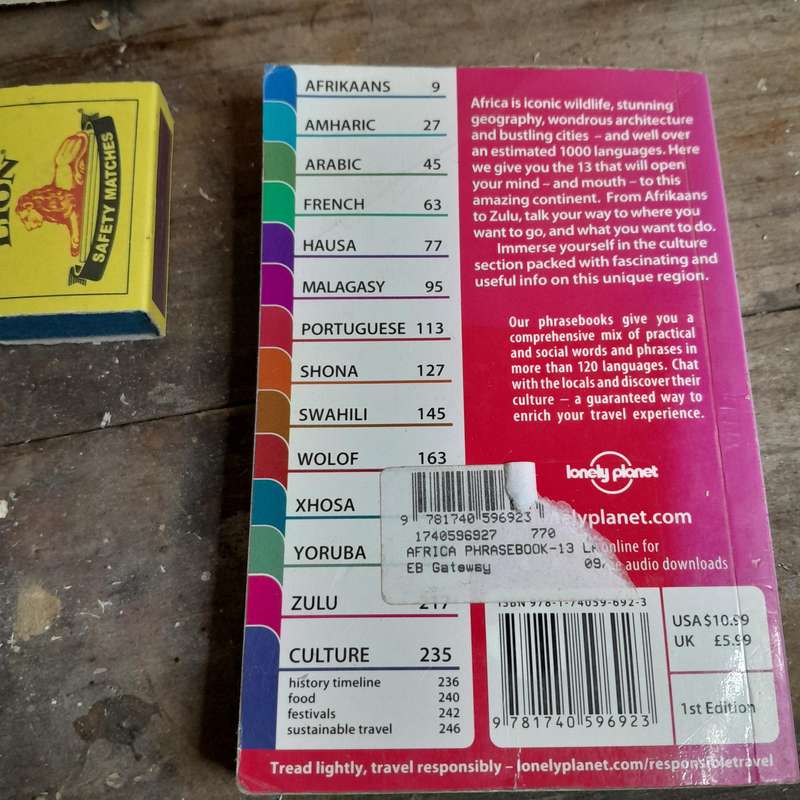 LION
SAFETY MATCHES
AFRIKAANS 9
AMHARIC 27
ARABIC 45
FRENCH 63
HAUSA 77
MALAGASY 95
PORTUGUESE 113
SHONA 127
SWAHILI 145
WOLOF 163
XHOSA
YORUBA
ZULU 217
CULTURE 235
history timeline 236
food 240
festivals 242
sustainable travel 246
Africa is iconic wildlife, stunning
geography, wondrous architecture
and bustling cities – and well over
an estimated 1000 languages. Here
we give you the 13 that will open
your mind – and mouth – to this
amazing continent. From Afrikaans
to Zulu, talk your way to where you
want to go, and what you want to do.
Immerse yourself in the culture
section packed with fascinating and
useful info on this unique region.
Our phrasebooks give you a
comprehensive mix of practical
and social words and phrases in
more than 120 languages. Chat
with the locals and discover their
culture – a guaranteed way to
enrich your travel experience.
lonely planet
lyplanet.com
online for
audio downloads
9 781740 596923
1740596927 770
AFRICA PHRASEBOOK-13
EB Gateway 09
ISBN 978-1-74059-692-3
9 781740 596923
USA $10.99
UK £5.99
1st Edition
Tread lightly, travel responsibly – lonelyplanet.com/responsibletravel